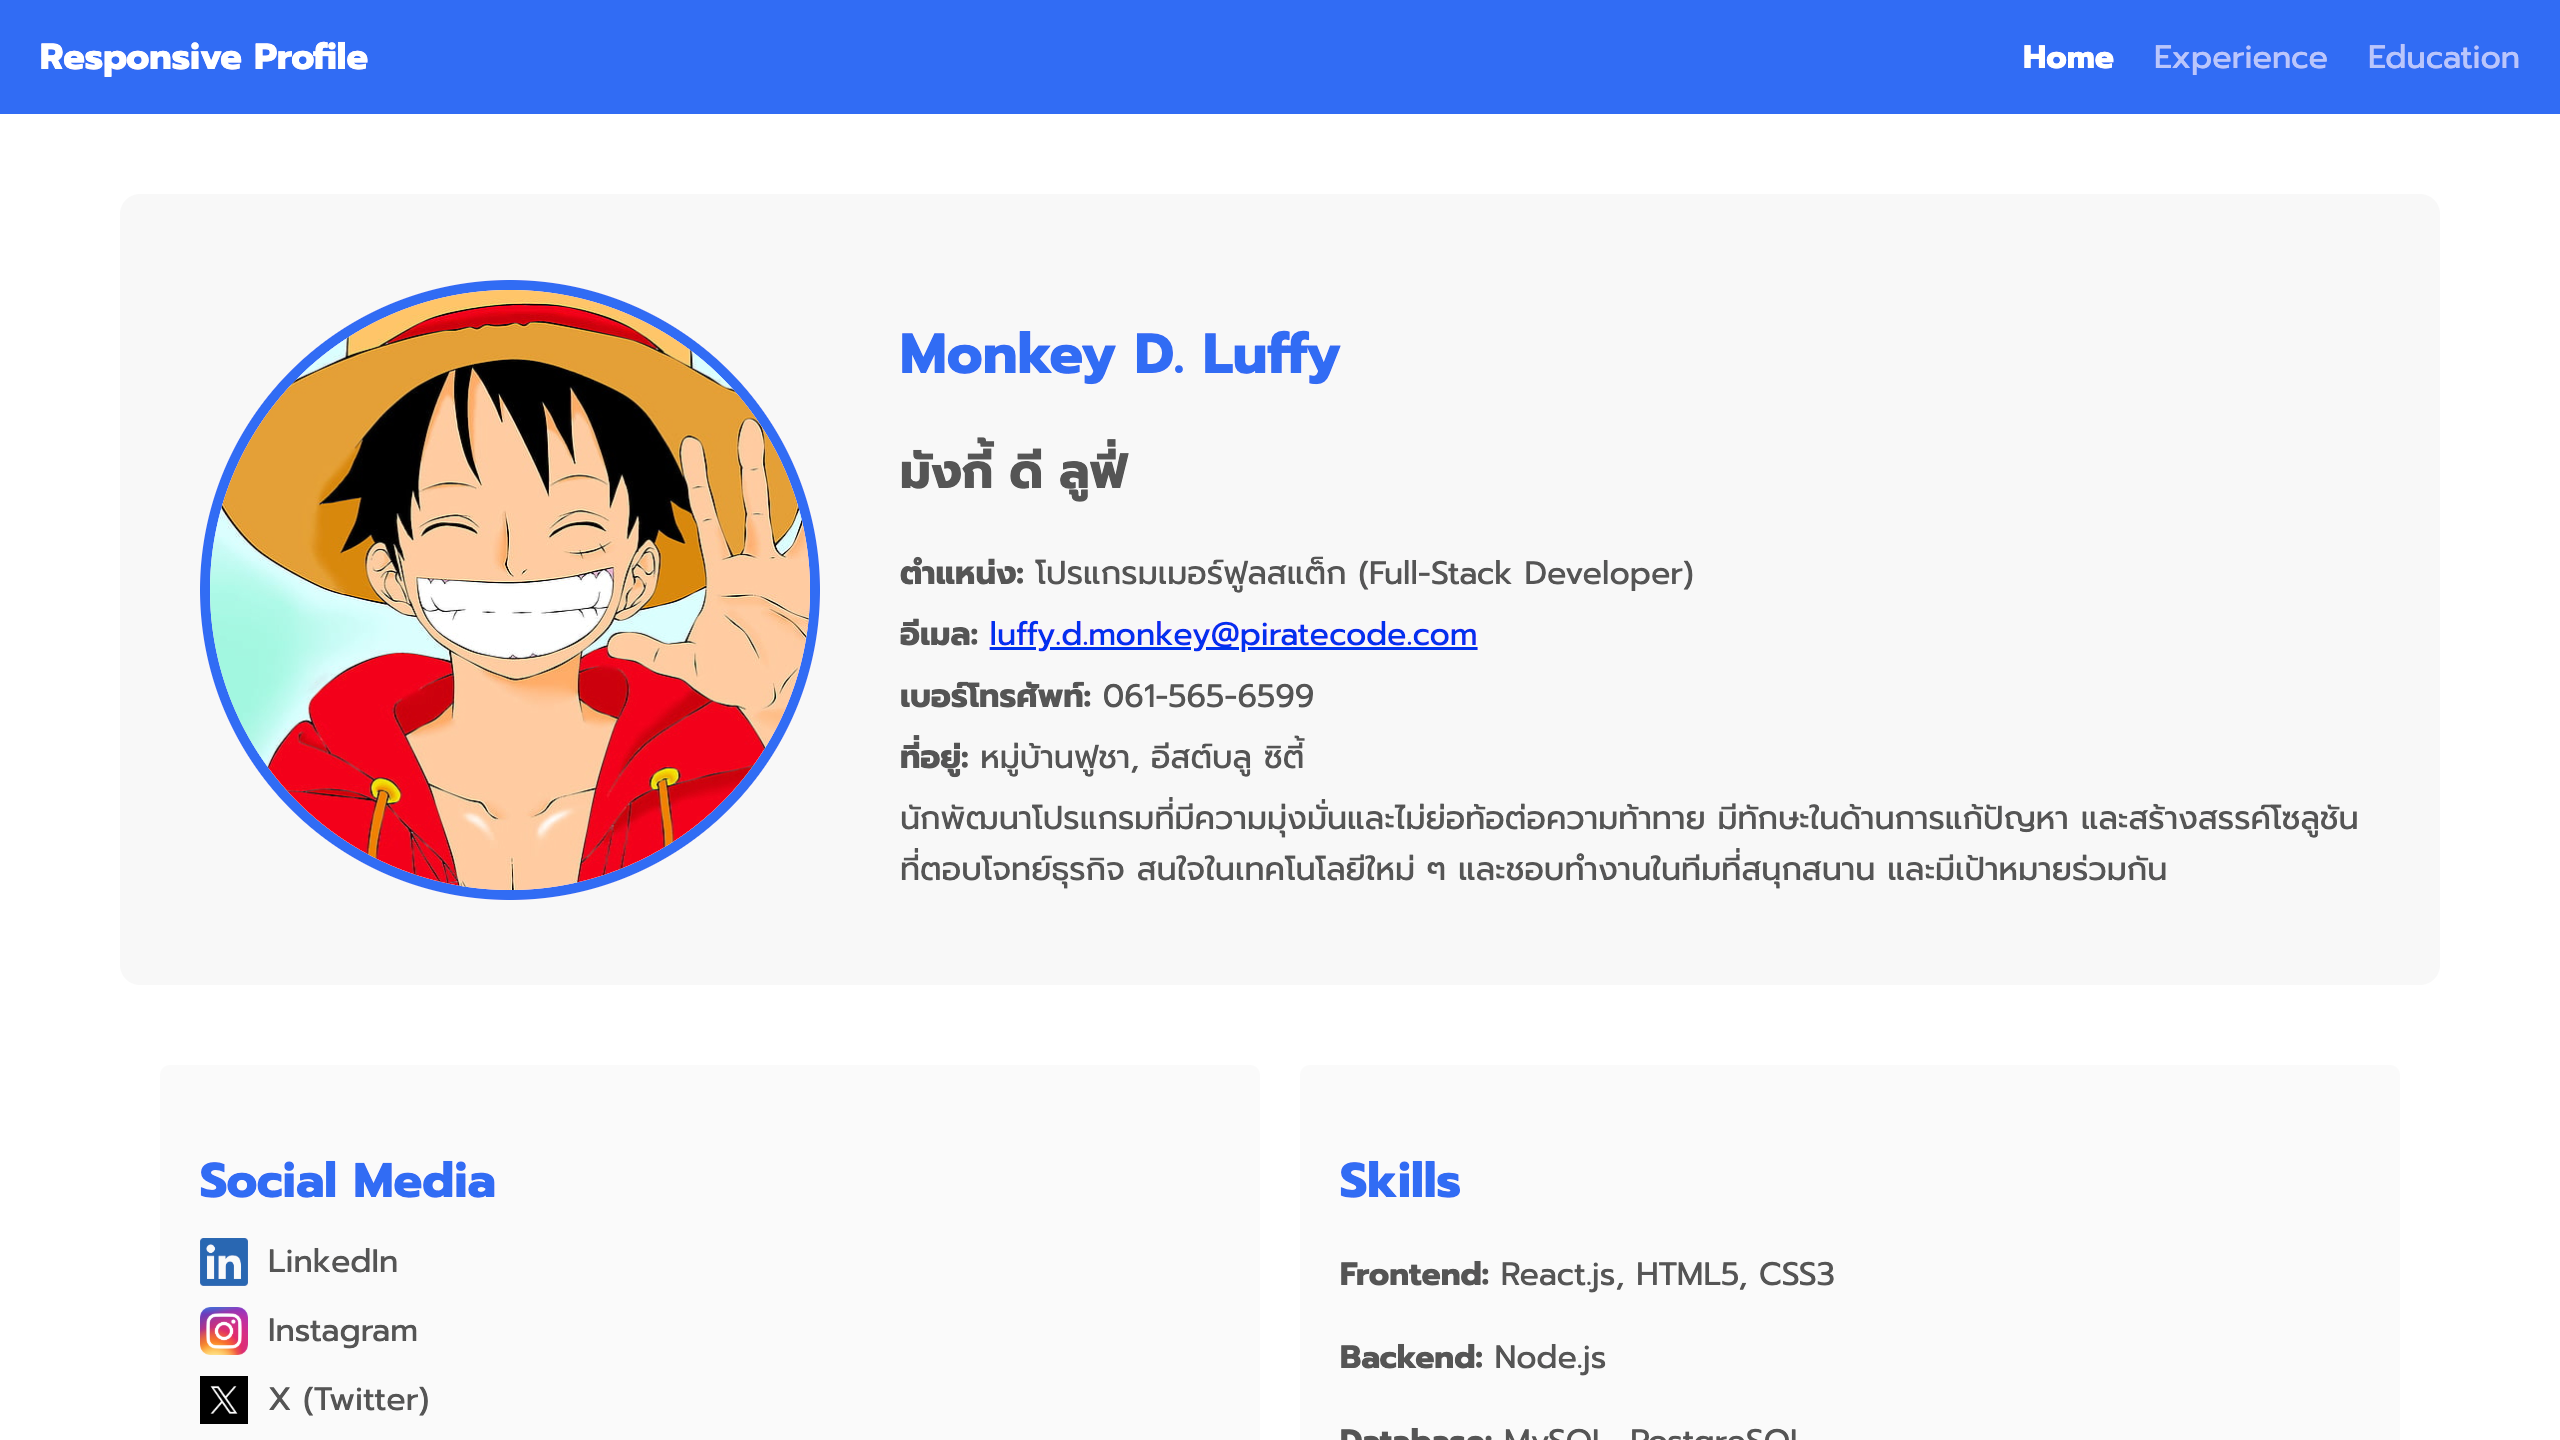 Responsive Profile
Home Experience Education
Monkey D. Luffy
มังกี้ ดี ลูฟี่
ตำแหน่ง: โปรแกรมเมอร์ฟูลสแต็ก (Full-Stack Developer)
อีเมล: luffy.d.monkey@piratecode.com
เบอร์โทรศัพท์: 061-565-6599
ที่อยู่: หมู่บ้านฟูชา, อีสต์บลู ซิตี้
นักพัฒนาโปรแกรมที่มีความมุ่งมั่นและไม่ย่อท้อต่อความท้าทาย มีทักษะในด้านการแก้ปัญหา และสร้างสรรค์โซลูชัน
ที่ตอบโจทย์ธุรกิจ สนใจในเทคโนโลยีใหม่ ๆ และชอบทำงานในทีมที่สนุกสนาน และมีเป้าหมายร่วมกัน
Social Media
LinkedIn
Instagram
X (Twitter)
Skills
Frontend: React.js, HTML5, CSS3
Backend: Node.js
Database: MySQL, PostgreSQL